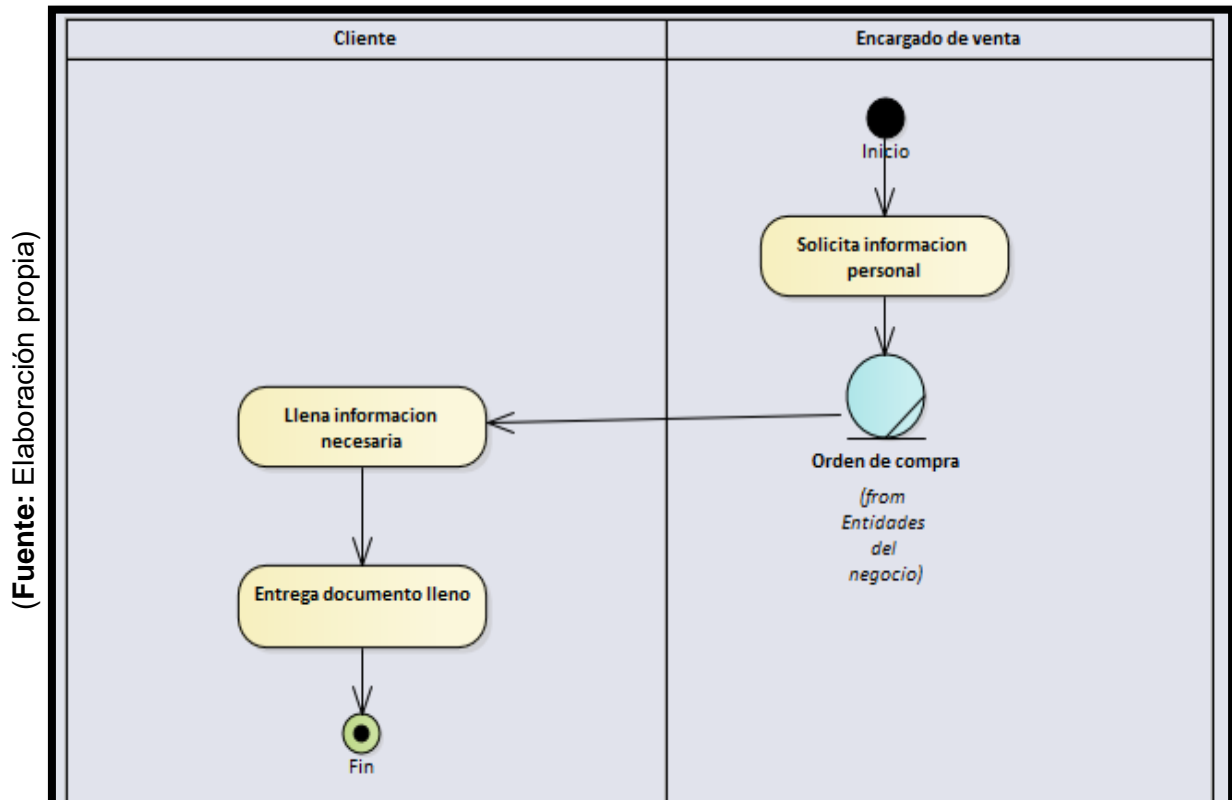 Cliente
Encargado de venta
Inicio
Solicita informacion
personal
Llena informacion
necesaria
Orden de compra
(from
Entidades
del
negocio)
Entrega documento lleno
Fin
(Fuente: Elaboración propia)